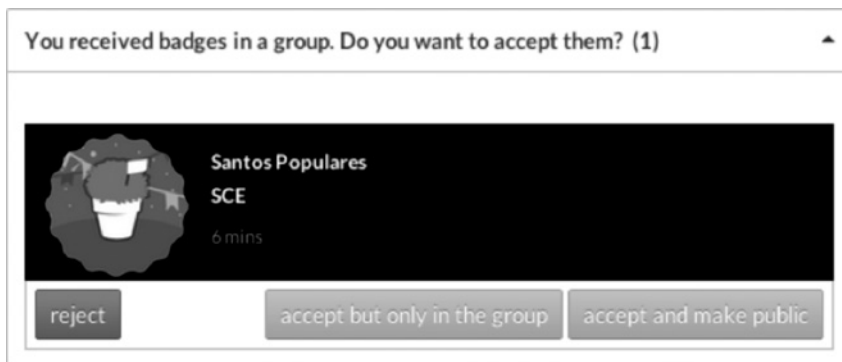 You received badges in a group. Do you want to accept them? (1)
Santos Populares
SCE
6 mins
reject
accept but only in the group
accept and make public